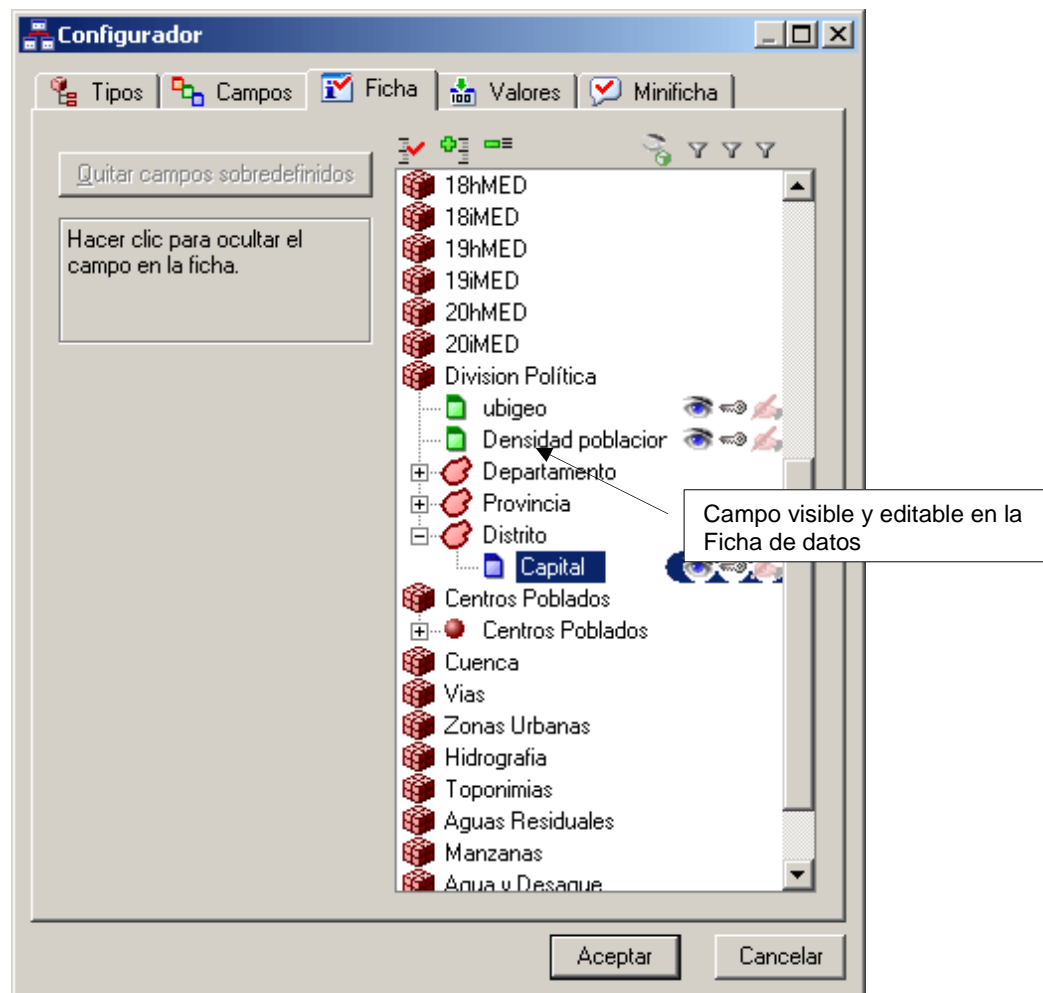 Configurador
Tipos Campos Ficha Valores Minificha
Quitar campos sobredefinidos
Hacer clic para ocultar el
campo en la ficha.
18hMED
18iMED
19hMED
19iMED
20hMED
20iMED
Division Política
ubigeo
Densidad poblacior
Departamento
Provincia
Distrito
Capital
Centros Poblados
Centros Poblados
Cuenca
Vias
Zonas Urbanas
Hidrografia
Toponimias
Aguas Residuales
Manzanas
Agua y Desague
Campo visible y editable en la
Ficha de datos
Aceptar Cancelar